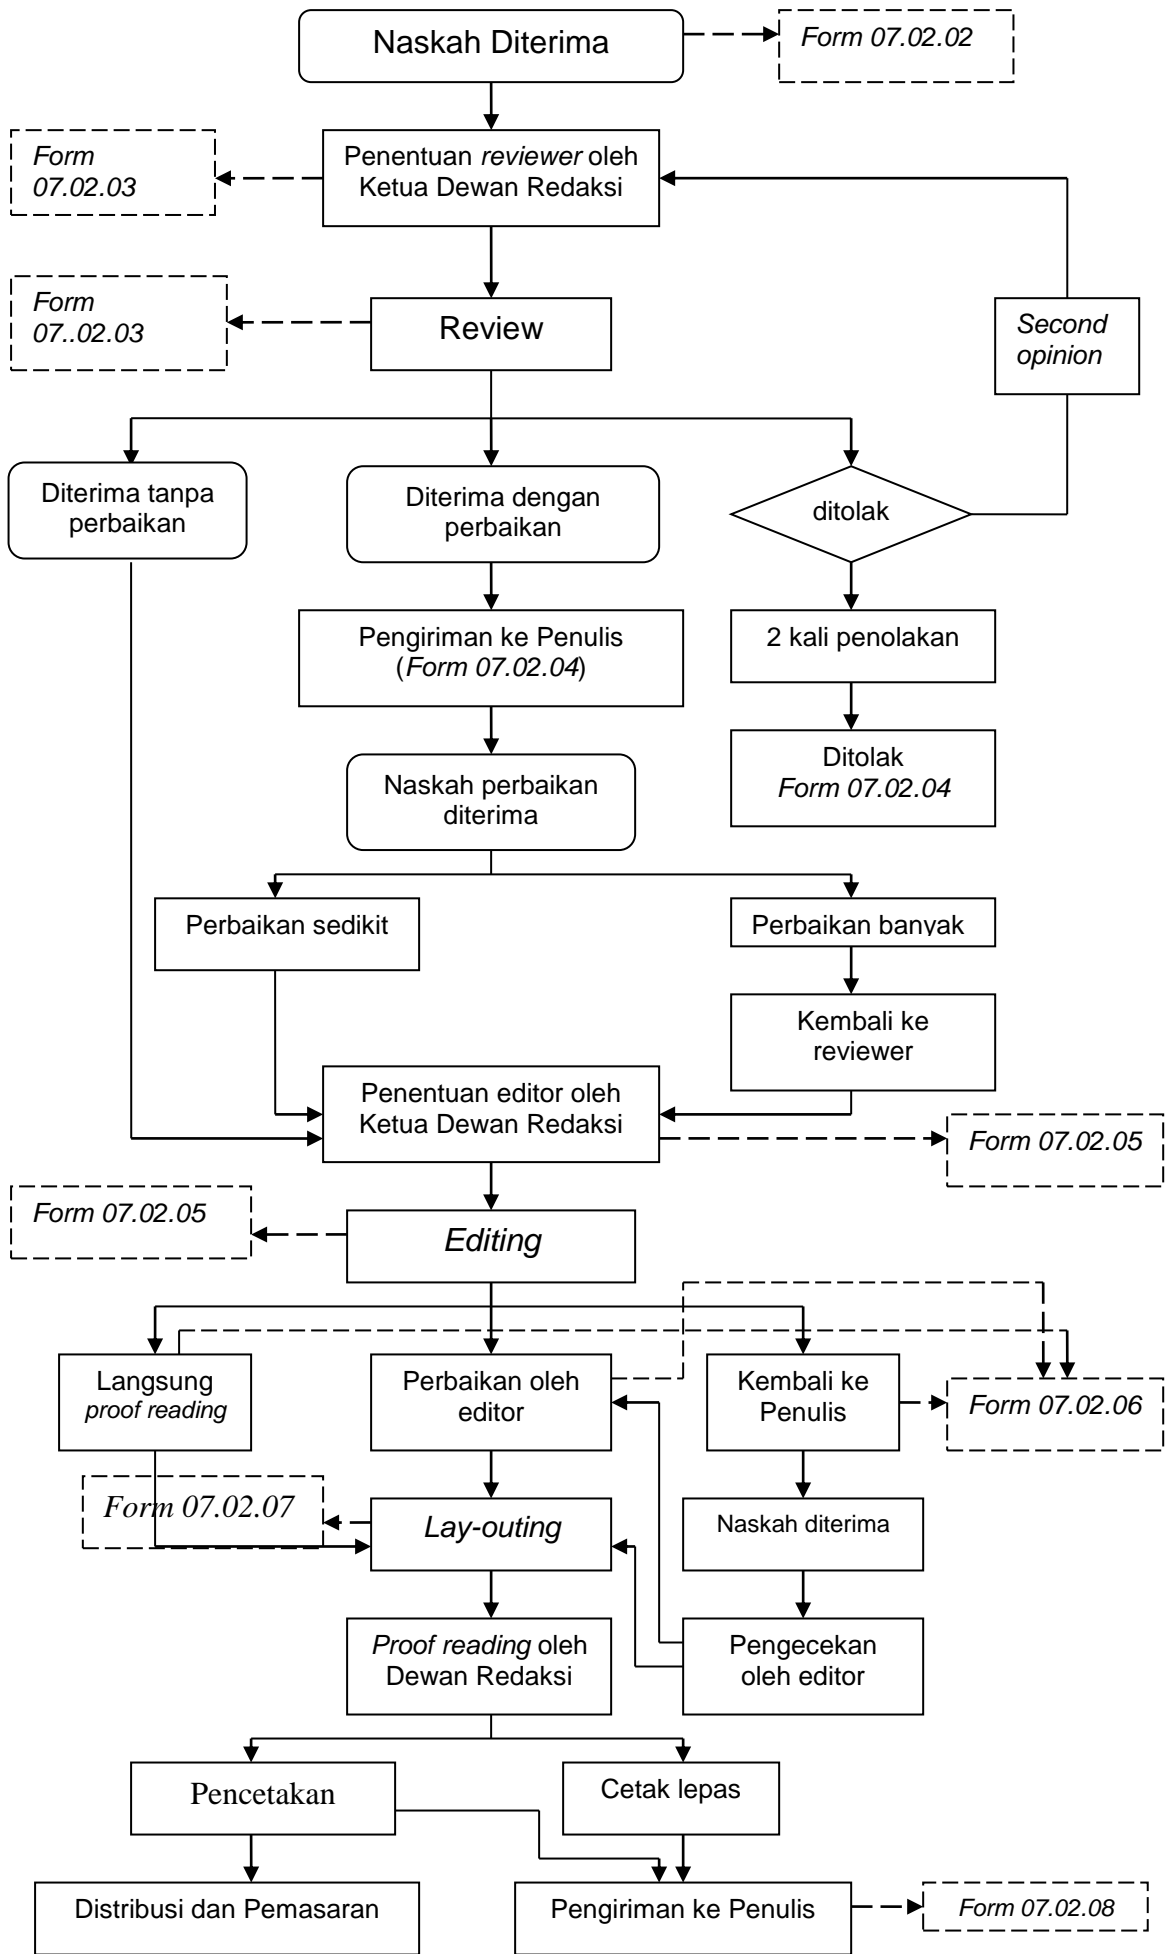 Naskah Diterima
Form 07.02.02
Form
07.02.03
Penentuan reviewer oleh
Ketua Dewan Redaksi
Form
07..02.03
Review
Second
opinion
Diterima tanpa
perbaikan
Diterima dengan
perbaikan
ditolak
Pengiriman ke Penulis
(Form 07.02.04)
2 kali penolakan
Ditolak
Form 07.02.04
Naskah perbaikan
diterima
Perbaikan sedikit
Perbaikan banyak
Kembali ke
reviewer
Penentuan editor oleh
Ketua Dewan Redaksi
Form 07.02.05
Form 07.02.05
Editing
Langsung
proof reading
Perbaikan oleh
editor
Kembali ke
Penulis
Form 07.02.06
Form 07.02.07
Lay-outing
Naskah diterima
Proof reading oleh
Dewan Redaksi
Pengecekan
oleh editor
Pencetakan
Cetak lepas
Distribusi dan Pemasaran
Pengiriman ke Penulis
Form 07.02.08